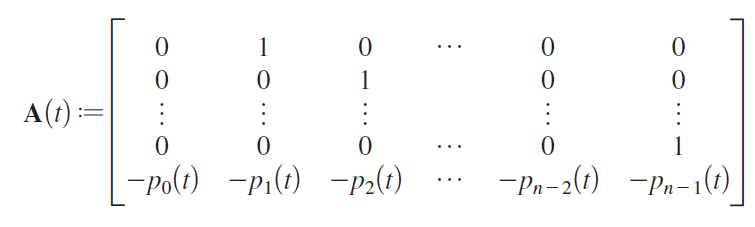 0 1 0 ⋯ 0 0
0 0 1 ⋯ 0 0
A(t) := ⋮ ⋮ ⋮ ⋮ ⋮
0 0 0 ⋯ 0 1
−p₀(t) −p₁(t) −p₂(t) ⋯ −pₙ₋₂(t) −pₙ₋₁(t)